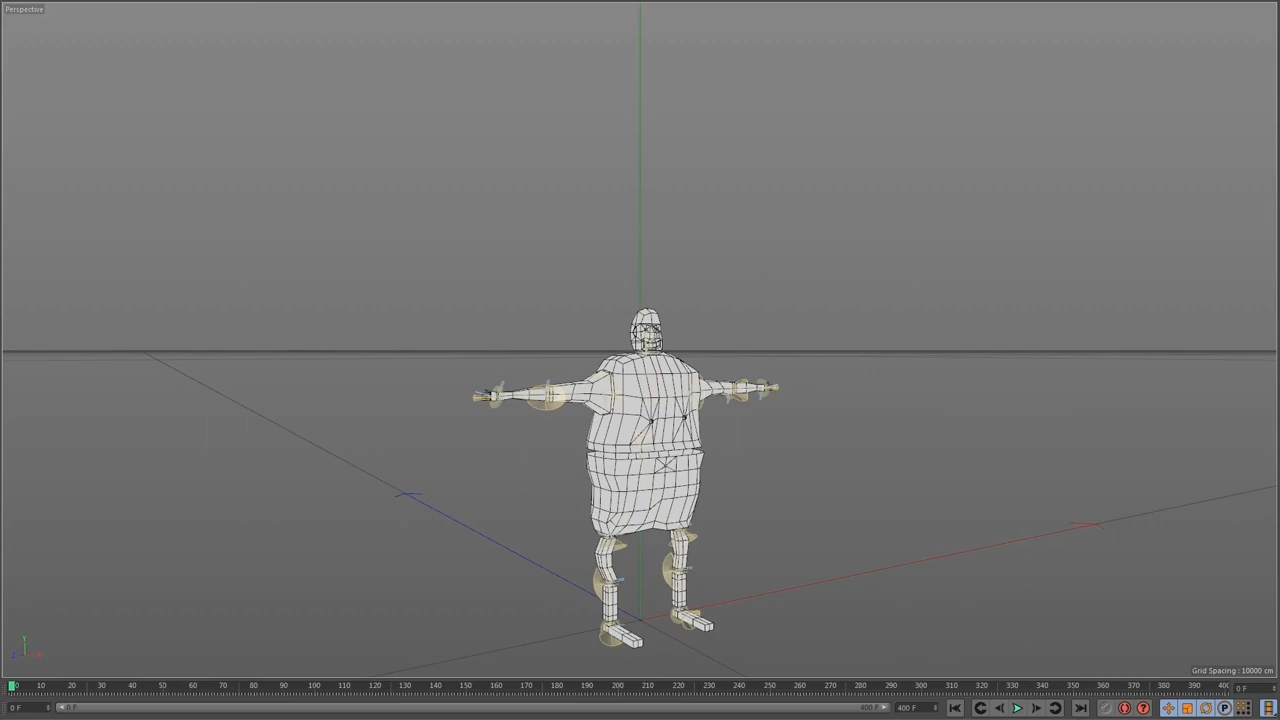 Perspective
Y
Z X
Grid Spacing : 10000 cm
0 10 20 30 40 50 60 70 80 90 100 110 120 130 140 150 160 170 180 190 200 210 220 230 240 250 260 270 280 290 300 310 320 330 340 350 360 370 380 390 40 0 F
0 F 0 F 400 F 400 F ? P